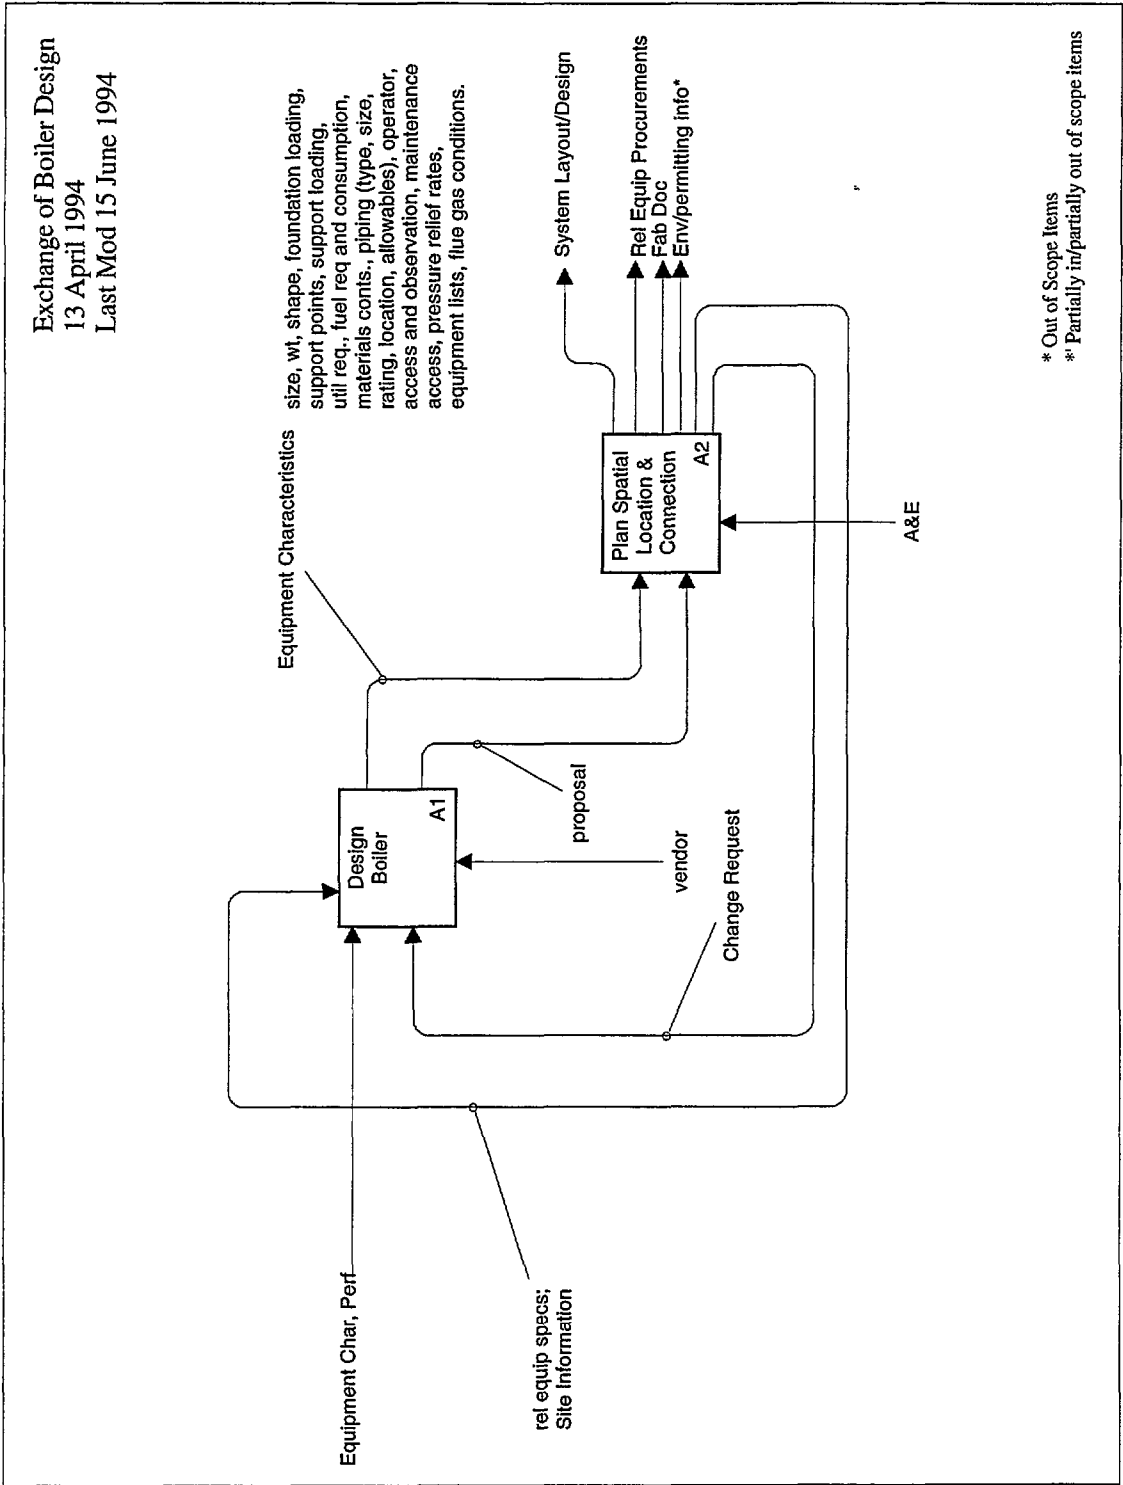 Exchange of Boiler Design
13 April 1994
Last Mod 15 June 1994
Equipment Characteristics
size, wt, shape, foundation loading,
support points, support loading,
util req., fuel req and consumption,
materials conts., piping (type, size,
rating, location, allowables), operator,
access and observation, maintenance
access, pressure relief rates,
equipment lists, flue gas conditions.
Equipment Char, Perf
Design
Boiler
A1
rel equip specs;
Site Information
proposal
vendor
Change Request
Plan Spatial
Location &
Connection
A2
A&E
System Layout/Design
Rel Equip Procurements
Fab Doc
Env/permitting info*
* Out of Scope Items
*' Partially in/partially out of scope items